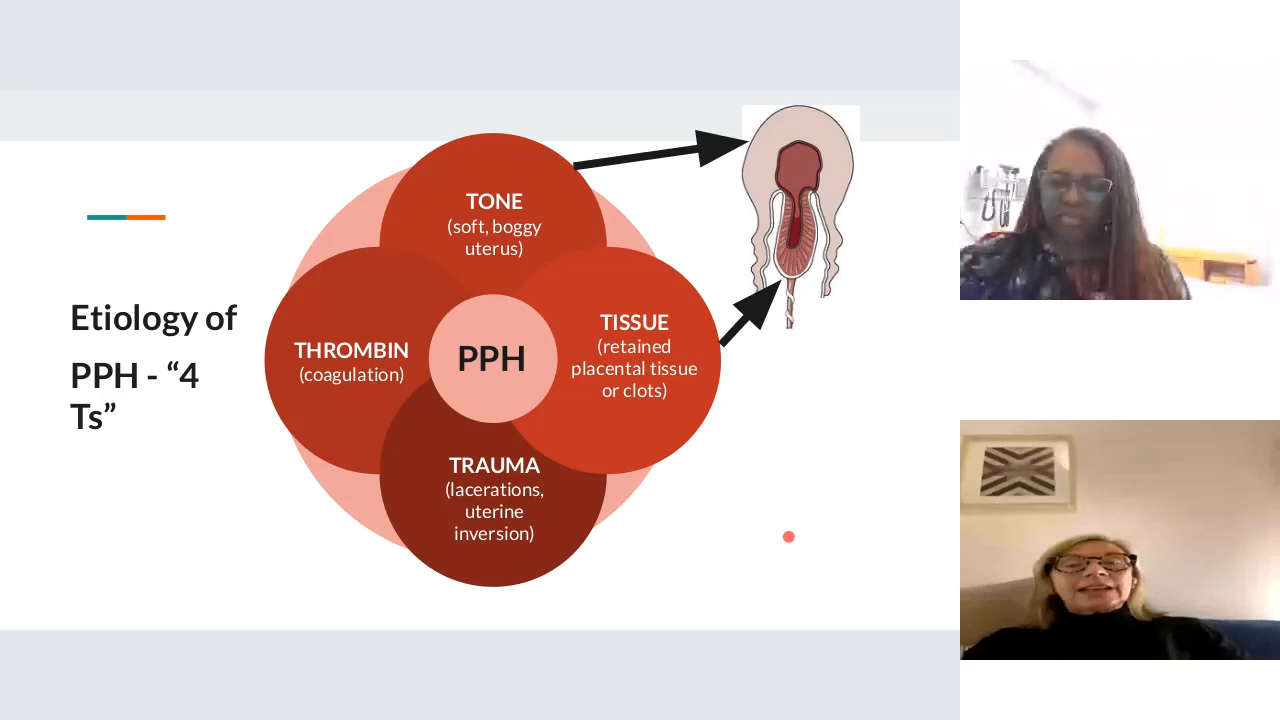 Etiology of
PPH - “4
Ts”
TONE
(soft, boggy
uterus)
THROMBIN
(coagulation)
PPH
TISSUE
(retained
placental tissue
or clots)
TRAUMA
(lacerations,
uterine
inversion)